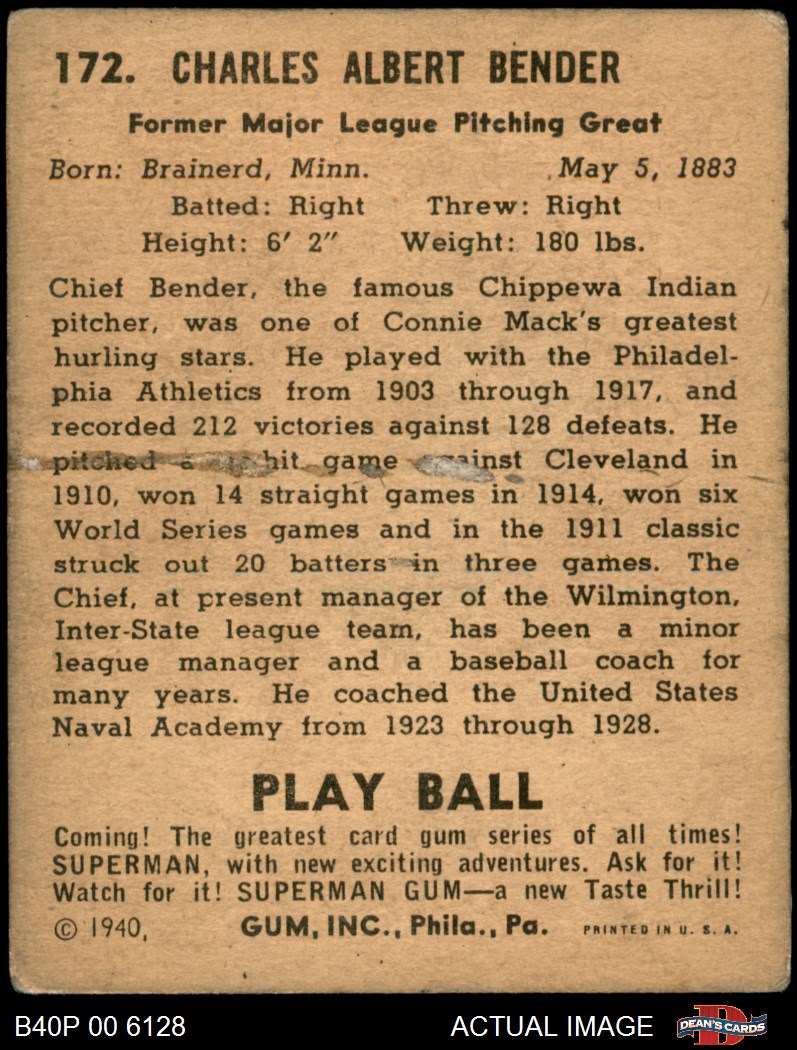 172. CHARLES ALBERT BENDER
Former Major League Pitching Great
Born: Brainerd, Minn. May 5, 1883
Batted: Right Threw: Right
Height: 6' 2" Weight: 180 lbs.
Chief Bender, the famous Chippewa Indian
pitcher, was one of Connie Mack's greatest
hurling stars. He played with the Philadel-
phia Athletics from 1903 through 1917, and
recorded 212 victories against 128 defeats. He
pitched a hit game against Cleveland in
1910, won 14 straight games in 1914, won six
World Series games and in the 1911 classic
struck out 20 batters in three games. The
Chief, at present manager of the Wilmington,
Inter-State league team, has been a minor
league manager and a baseball coach for
many years. He coached the United States
Naval Academy from 1923 through 1928.
PLAY BALL
Coming! The greatest card gum series of all times!
SUPERMAN, with new exciting adventures. Ask for it!
Watch for it! SUPERMAN GUM—a new Taste Thrill!
© 1940, GUM, INC., Phila., Pa. PRINTED IN U. S. A.
B40P 00 6128 ACTUAL IMAGE DEAN'S CARDS